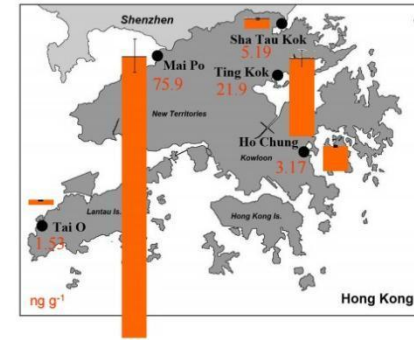 Shenzhen
Sha Tau Kok
5.19
Mai Po
75.9
Ting Kok
21.9
New Territories
Ho Chung
Kowloon
3.17
Lantau Is.
Tai O
1.53
Hong Kong Is.
ng g⁻¹
Hong Kong